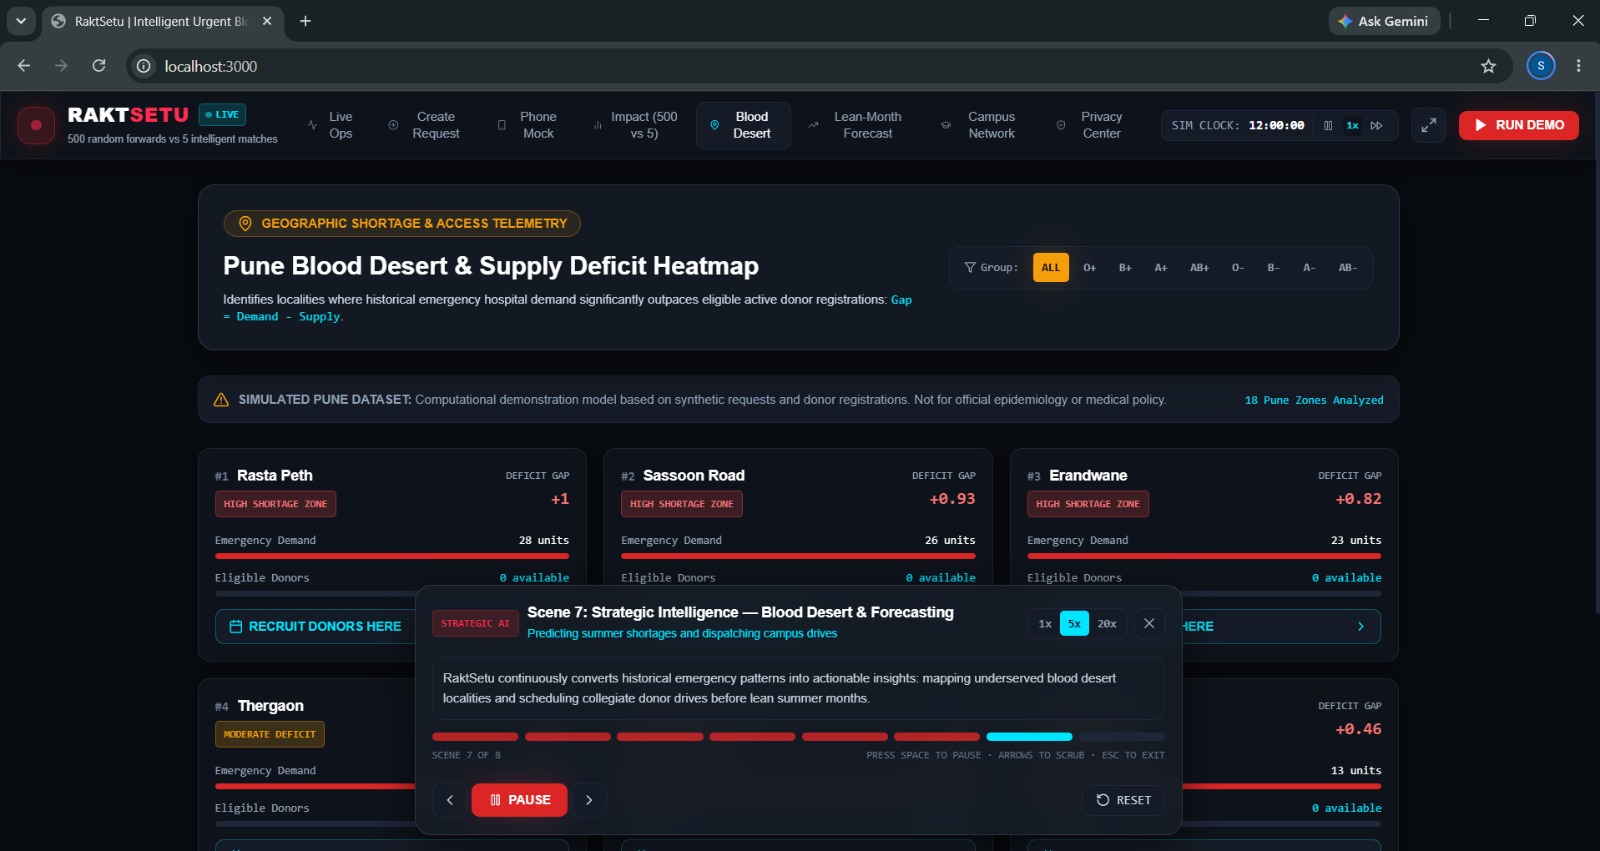 RaktSetu | Intelligent Urgent Blo
Ask Gemini
localhost:3000
S
RAKTSETU
LIVE
500 random forwards vs 5 intelligent matches
Live
Ops
Create
Request
Phone
Mock
Impact (500
vs 5)
Blood
Desert
Lean-Month
Forecast
Campus
Network
Privacy
Center
SIM CLOCK: 12:00:00
1x
RUN DEMO
GEOGRAPHIC SHORTAGE & ACCESS TELEMETRY
Pune Blood Desert & Supply Deficit Heatmap
Identifies localities where historical emergency hospital demand significantly outpaces eligible active donor registrations: Gap
= Demand - Supply.
Group: ALL O+ B+ A+ AB+ O- B- A- AB-
SIMULATED PUNE DATASET: Computational demonstration model based on synthetic requests and donor registrations. Not for official epidemiology or medical policy.
18 Pune Zones Analyzed
#1 Rasta Peth
DEFICIT GAP
HIGH SHORTAGE ZONE
+1
Emergency Demand
28 units
Eligible Donors
0 available
RECRUIT DONORS HERE
#2 Sassoon Road
DEFICIT GAP
HIGH SHORTAGE ZONE
+0.93
Emergency Demand
26 units
Eligible Donors
0 available
#3 Erandwane
DEFICIT GAP
HIGH SHORTAGE ZONE
+0.82
Emergency Demand
23 units
Eligible Donors
0 available
HERE
#4 Thergaon
MODERATE DEFICIT
Emergency Demand
Eligible Donors
DEFICIT GAP
+0.46
13 units
0 available
STRATEGIC AI
Scene 7: Strategic Intelligence — Blood Desert & Forecasting
Predicting summer shortages and dispatching campus drives
1x 5x 20x
RaktSetu continuously converts historical emergency patterns into actionable insights: mapping underserved blood desert
localities and scheduling collegiate donor drives before lean summer months.
SCENE 7 OF 8
PRESS SPACE TO PAUSE · ARROWS TO SCRUB · ESC TO EXIT
PAUSE
RESET